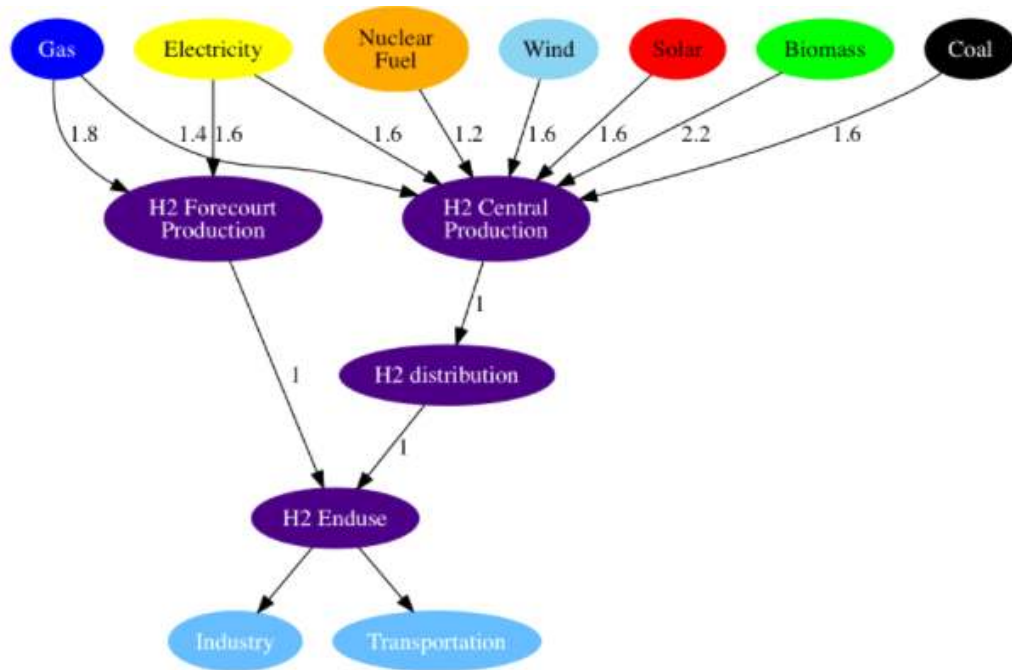 Gas
Electricity
Nuclear
Fuel
Wind
Solar
Biomass
Coal
1.8
1.4
1.6
1.6
1.2
1.6
1.6
2.2
1.6
H2 Forecourt
Production
H2 Central
Production
1
1
H2 distribution
1
H2 Enduse
Industry
Transportation